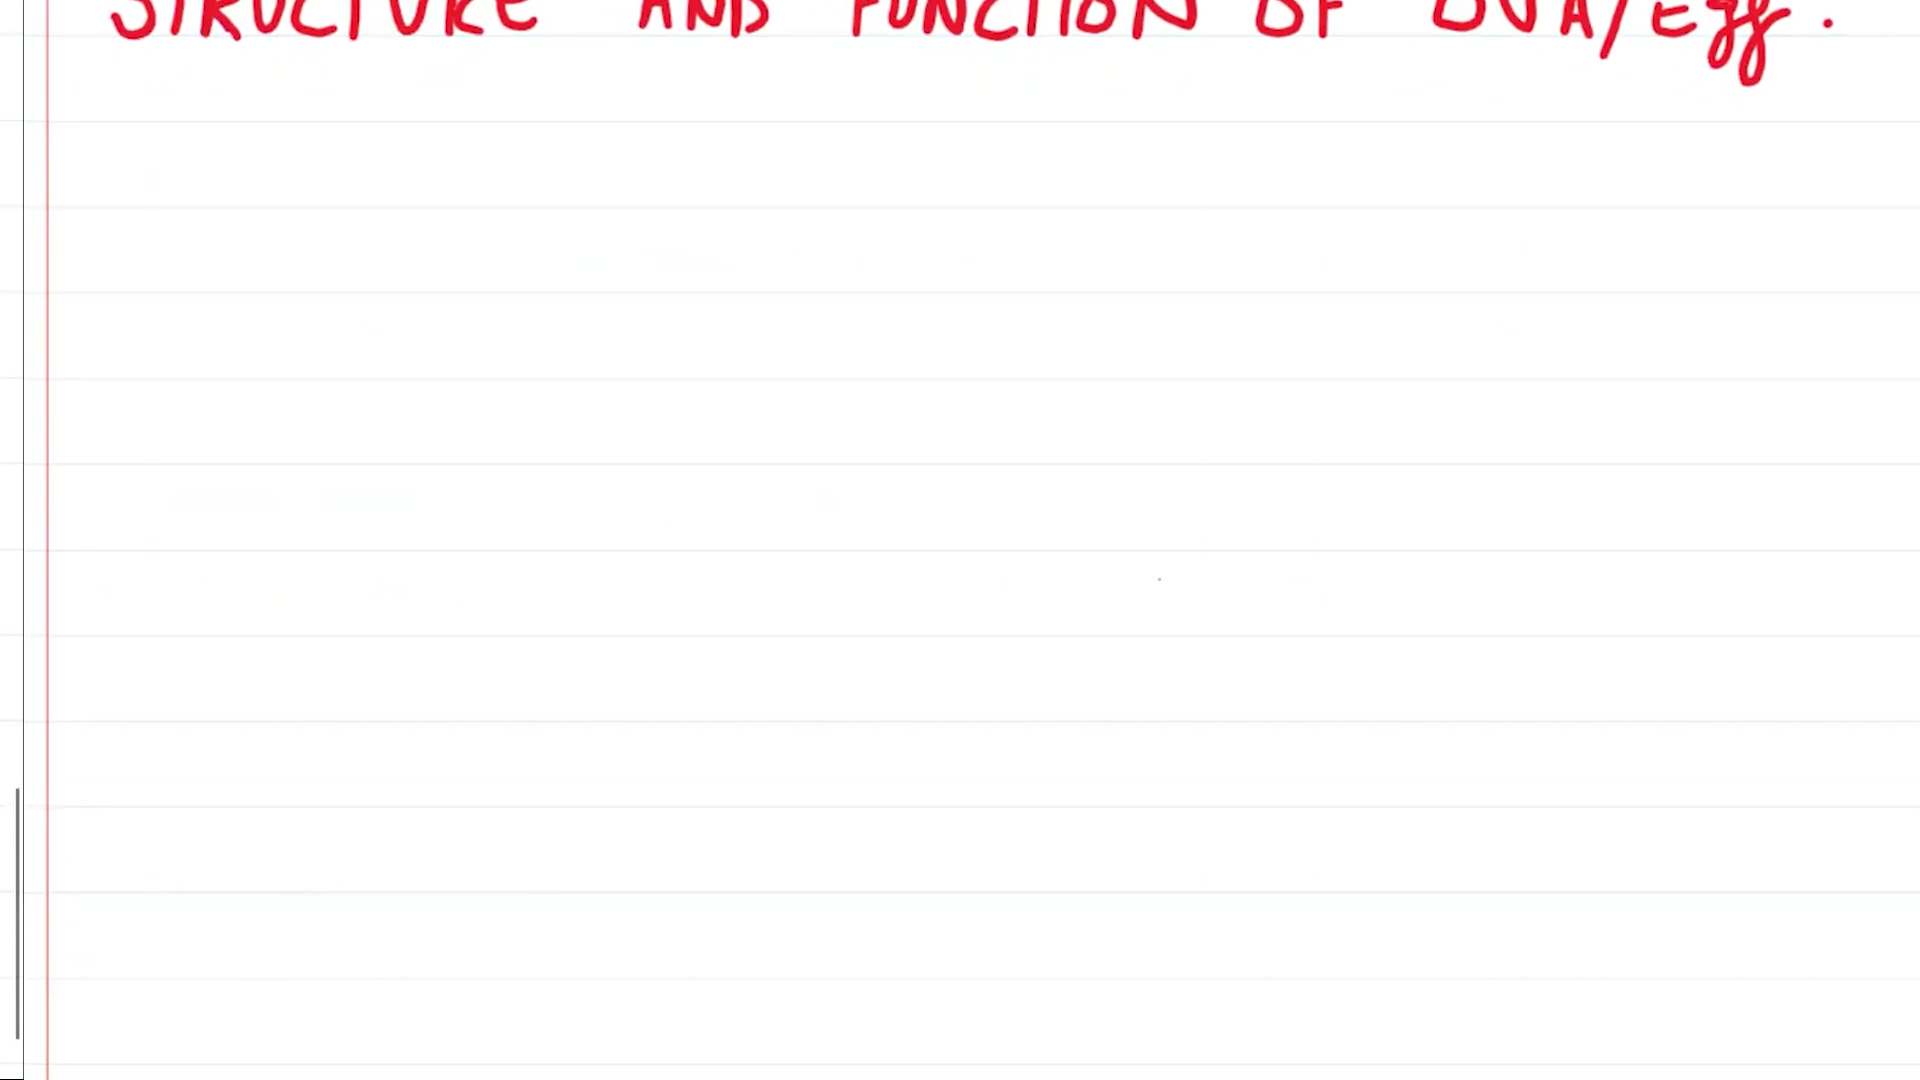 STRUCTURE AND FUNCTION OF OVA/Egg.